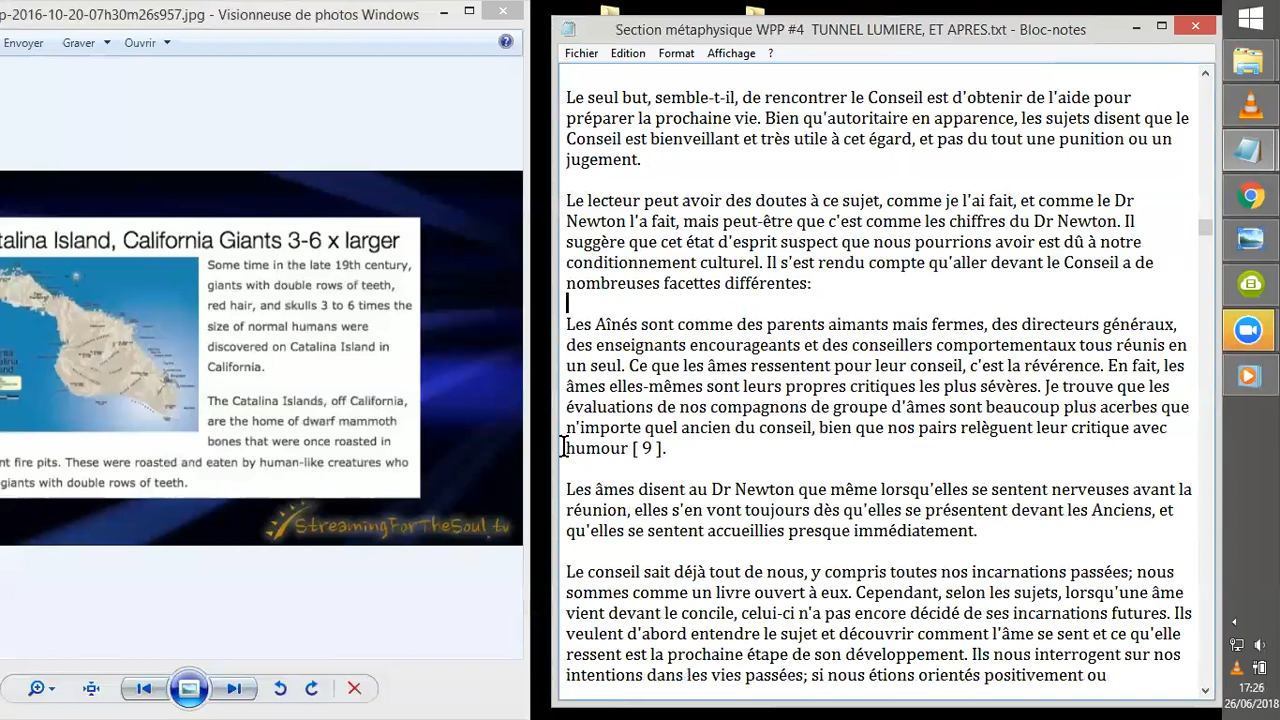 p-2016-10-20-07h30m26s957.jpg - Visionneuse de photos Windows
Envoyer Graver Ouvrir
Catalina Island, California Giants 3-6 x larger
Some time in the late 19th century,
giants with double rows of teeth,
red hair, and skulls 3 to 6 times the
size of normal humans were
discovered on Catalina Island in
California.
The Catalina Islands, off California,
are the home of dwarf mammoth
bones that were once roasted in
nt fire pits. These were roasted and eaten by human-like creatures who
giants with double rows of teeth.
StreamingForTheSoul.tv
Section métaphysique WPP #4 TUNNEL LUMIERE, ET APRES.txt - Bloc-notes
Fichier Edition Format Affichage ?
Le seul but, semble-t-il, de rencontrer le Conseil est d'obtenir de l'aide pour
préparer la prochaine vie. Bien qu'autoritaire en apparence, les sujets disent que le
Conseil est bienveillant et très utile à cet égard, et pas du tout une punition ou un
jugement.
Le lecteur peut avoir des doutes à ce sujet, comme je l'ai fait, et comme le Dr
Newton l'a fait, mais peut-être que c'est comme les chiffres du Dr Newton. Il
suggère que cet état d'esprit suspect que nous pourrions avoir est dû à notre
conditionnement culturel. Il s'est rendu compte qu'aller devant le Conseil a de
nombreuses facettes différentes:
Les Aînés sont comme des parents aimants mais fermes, des directeurs généraux,
des enseignants encourageants et des conseillers comportementaux tous réunis en
un seul. Ce que les âmes ressentent pour leur conseil, c'est la révérence. En fait, les
âmes elles-mêmes sont leurs propres critiques les plus sévères. Je trouve que les
évaluations de nos compagnons de groupe d'âmes sont beaucoup plus acerbes que
n'importe quel ancien du conseil, bien que nos pairs relèguent leur critique avec
humour [ 9 ].
Les âmes disent au Dr Newton que même lorsqu'elles se sentent nerveuses avant la
réunion, elles s'en vont toujours dès qu'elles se présentent devant les Anciens, et
qu'elles se sentent accueillies presque immédiatement.
Le conseil sait déjà tout de nous, y compris toutes nos incarnations passées; nous
sommes comme un livre ouvert à eux. Cependant, selon les sujets, lorsqu'une âme
vient devant le concile, celui-ci n'a pas encore décidé de ses incarnations futures. Ils
veulent d'abord entendre le sujet et découvrir comment l'âme se sent et ce qu'elle
ressent est la prochaine étape de son développement. Ils nous interrogent sur nos
intentions dans les vies passées; si nous étions orientés positivement ou
17:26
26/06/2018